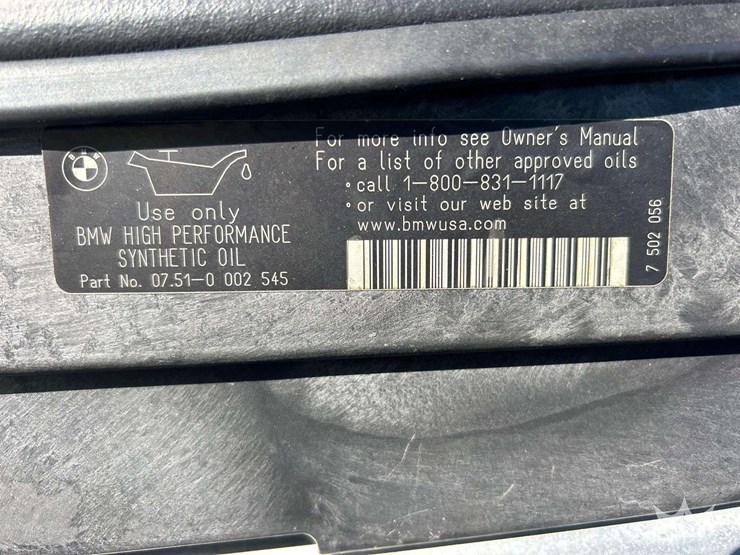 BMW
Use only
BMW HIGH PERFORMANCE
SYNTHETIC OIL
Part No. 07.51-0 002 545
For more info see Owner's Manual
For a list of other approved oils
• call 1-800-831-1117
• or visit our web site at
www.bmwusa.com
7 502 056